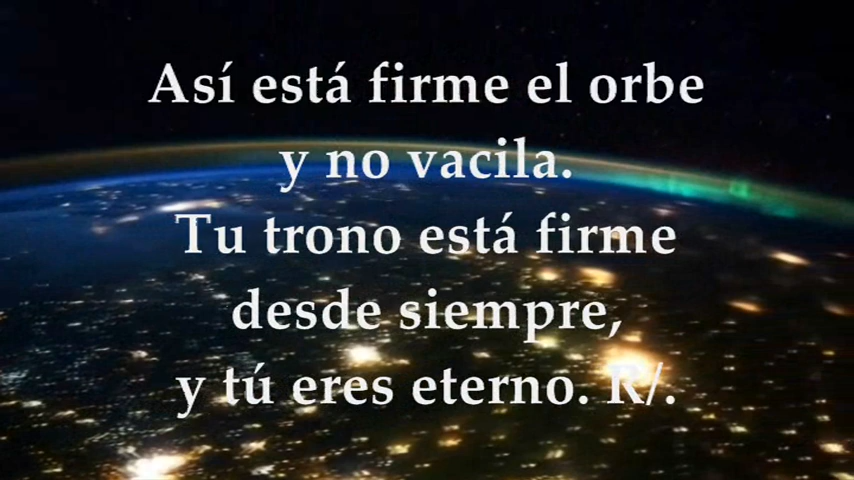 Así está firme el orbe
y no vacila.
Tu trono está firme
desde siempre,
y tú eres eterno. R/.